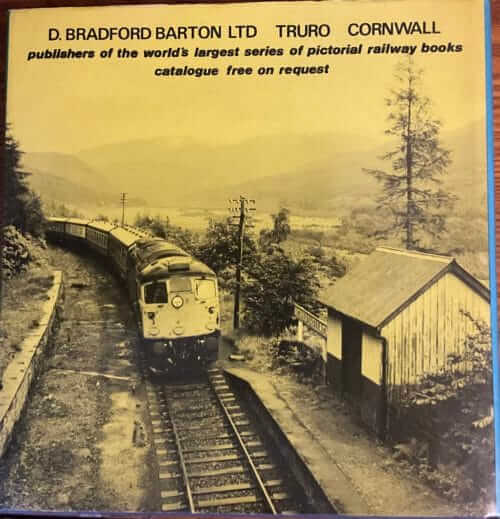 D. BRADFORD BARTON LTD TRURO CORNWALL
publishers of the world's largest series of pictorial railway books
catalogue free on request